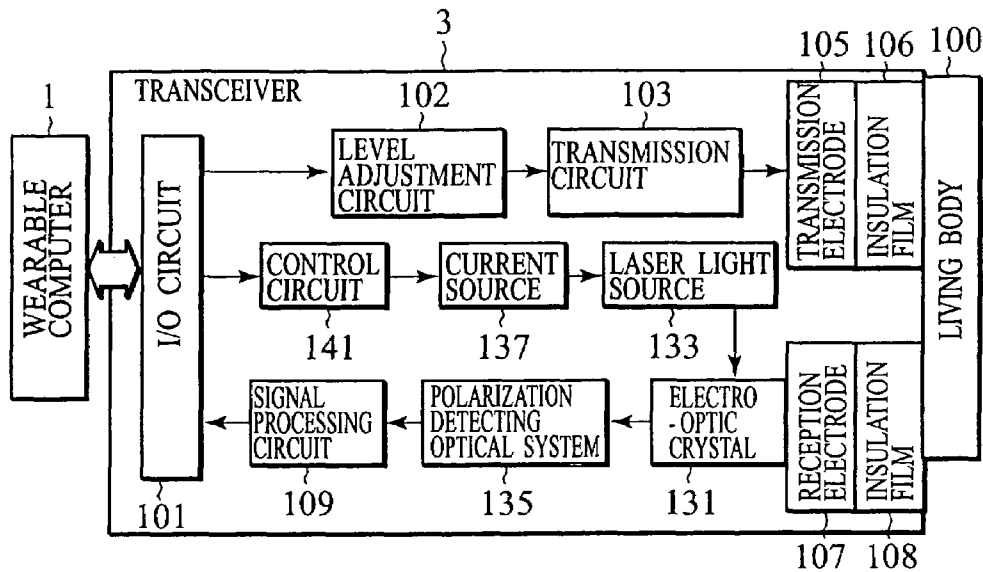 3
105
106
100
1
TRANSCEIVER
102
103
WEARABLE
COMPUTER
I/O CIRCUIT
LEVEL
ADJUSTMENT
CIRCUIT
TRANSMISSION
CIRCUIT
TRANSMISSION
ELECTRODE
INSULATION
FILM
LIVING BODY
CONTROL
CIRCUIT
CURRENT
SOURCE
LASER LIGHT
SOURCE
141
137
133
SIGNAL
PROCESSING
CIRCUIT
POLARIZATION
DETECTING
OPTICAL SYSTEM
ELECTRO
- OPTIC
CRYSTAL
RECEPTION
ELECTRODE
INSULATION
FILM
101
109
135
131
107
108